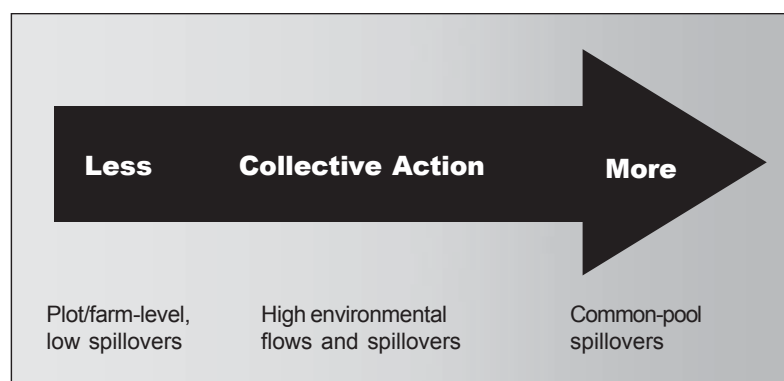 Less Collective Action More
Plot/farm-level,
low spillovers
High environmental
flows and spillovers
Common-pool
spillovers